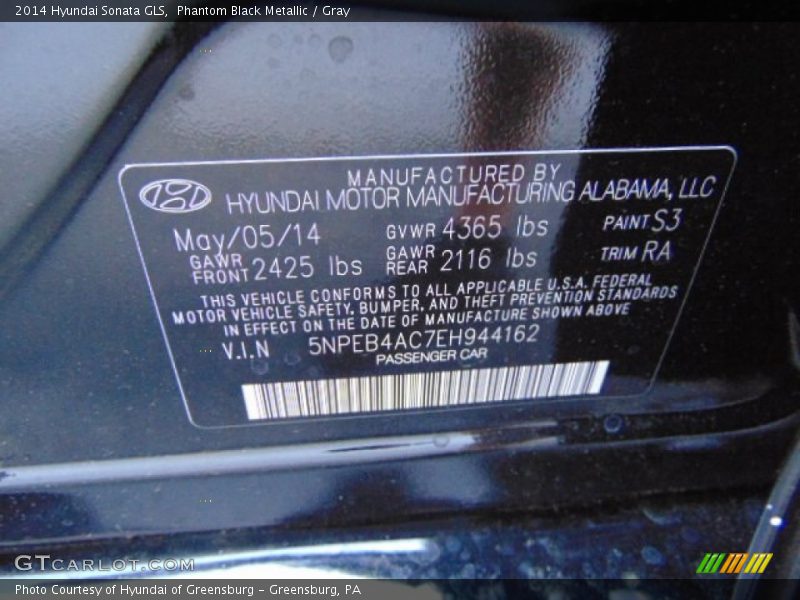 2014 Hyundai Sonata GLS, Phantom Black Metallic / Gray
MANUFACTURED BY
HYUNDAI MOTOR MANUFACTURING ALABAMA, LLC
May/05/14 GVWR 4365 lbs PAINT S3
GAWR FRONT 2425 lbs GAWR REAR 2116 lbs TRIM RA
THIS VEHICLE CONFORMS TO ALL APPLICABLE U.S.A. FEDERAL
MOTOR VEHICLE SAFETY, BUMPER, AND THEFT PREVENTION STANDARDS
IN EFFECT ON THE DATE OF MANUFACTURE SHOWN ABOVE
V.I.N 5NPEB4AC7EH944162
PASSENGER CAR
GTCARLOT.COM
Photo Courtesy of Hyundai of Greensburg - Greensburg, PA